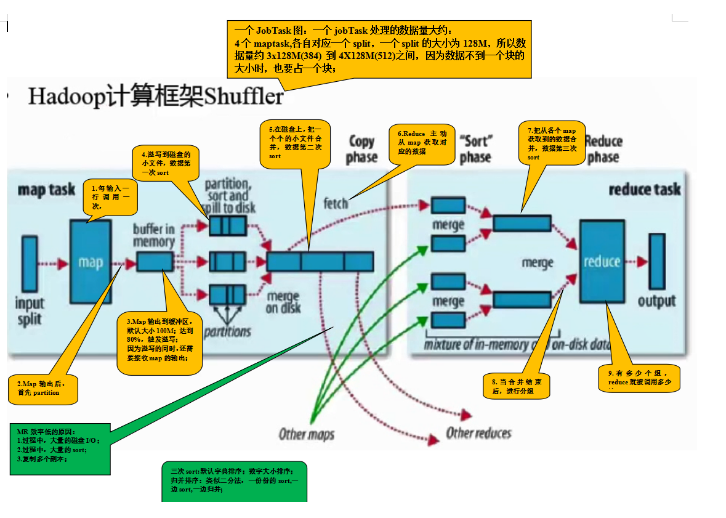 一个 JobTask 图：一个 jobTask 处理的数据量大约：
4 个 maptask,各自对应一个 split，一个 split 的大小为 128M，所以数
据量约 3x128M(384) 到 4X128M(512)之间，因为数据不到一个块的
大小时，也要占一个块；
• Hadoop计算框架Shuffler
4.溢写到磁盘的
小文件，数据第
一次 sort
5.在磁盘上，把一
个个的小文件合
并，数据第二次
sort
6.Reduce 主动
从 map 获取对
应的数据
7.把从各个 map
获取到的数据合
并，数据第三次
sort
Copy
phase
"Sort"
phase
Reduce
phase
map task
1.每输入一
行调用一
次，
partition,
sort and
spill to disk
fetch
reduce task
buffer in
memory
map
merge
merge
reduce
input
split
merge
on disk
merge
output
partitions
mixture of in-memory and on-disk data
3.Map 输出到缓冲区，
默认大小 100M；达到
80%，触发溢写；
因为溢写的同时，还需
要接收 map 的输出；
2.Map 输出后，
首先 partition
8.当合并结束
后，进行分组
9.有多少个组，
reduce 就被调用多少
MR 效率低的原因：
1.过程中，大量的磁盘 I/O；
2.过程中，大量的 sort;
3.复制多个副本；
Other maps
Other reduces
三次 sort:默认字典排序；数字大小排序；
归并排序：类似二分法，一份份的 sort,一
边 sort,一边归并;